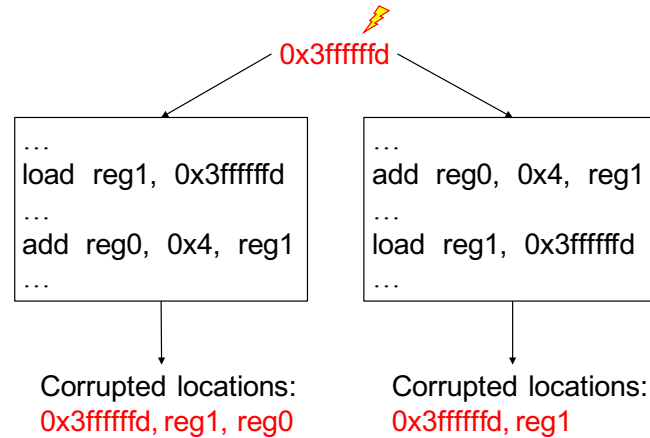 0x3ffffffd
...
load reg1, 0x3ffffffd
...
add reg0, 0x4, reg1
...
...
add reg0, 0x4, reg1
...
load reg1, 0x3ffffffd
...
Corrupted locations:
0x3ffffffd, reg1, reg0
Corrupted locations:
0x3ffffffd, reg1